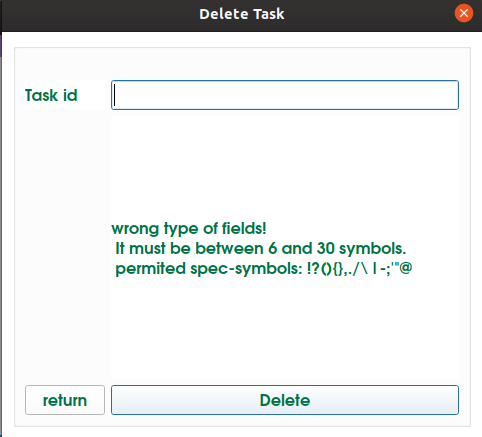 Delete Task
Task id
wrong type of fields!
It must be between 6 and 30 symbols.
permited spec-symbols: !?(){},./\ | -;'"@
return
Delete